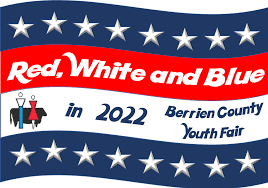 Red, White and Blue
in 2022 Berrien County
Youth Fair